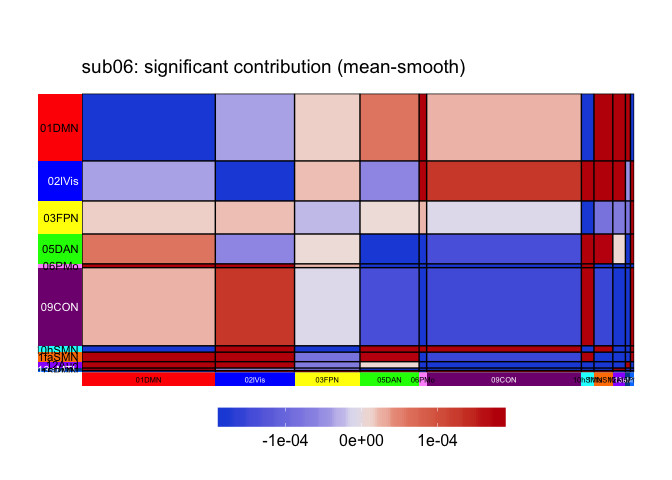 sub06: significant contribution (mean-smooth)
01DMN
02lVis
03FPN
05DAN
06PMo
09CON
01DMN
02lVis
03FPN
05DAN
06PMo
09CON
-1e-04
0e+00
1e-04